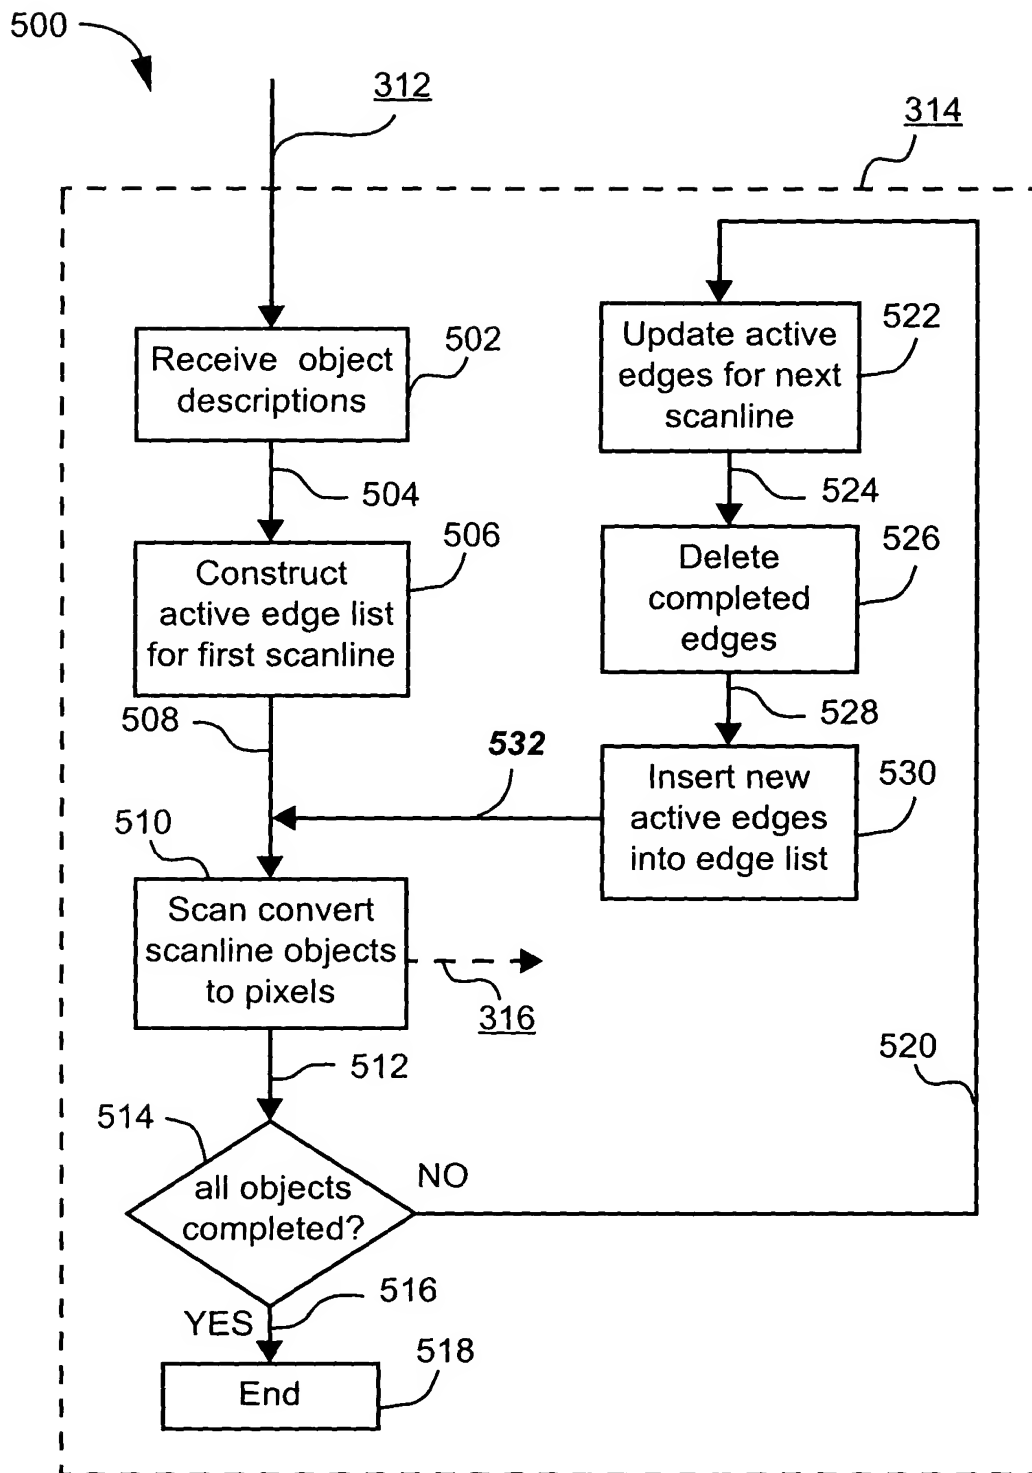 500
312
314
Receive object
descriptions
502
504
Construct
active edge list
for first scanline
506
508
510
Scan convert
scanline objects
to pixels
316
512
514
all objects
completed?
NO
YES
516
End
518
520
Update active
edges for next
scanline
522
524
Delete
completed
edges
526
528
Insert new
active edges
into edge list
530
532